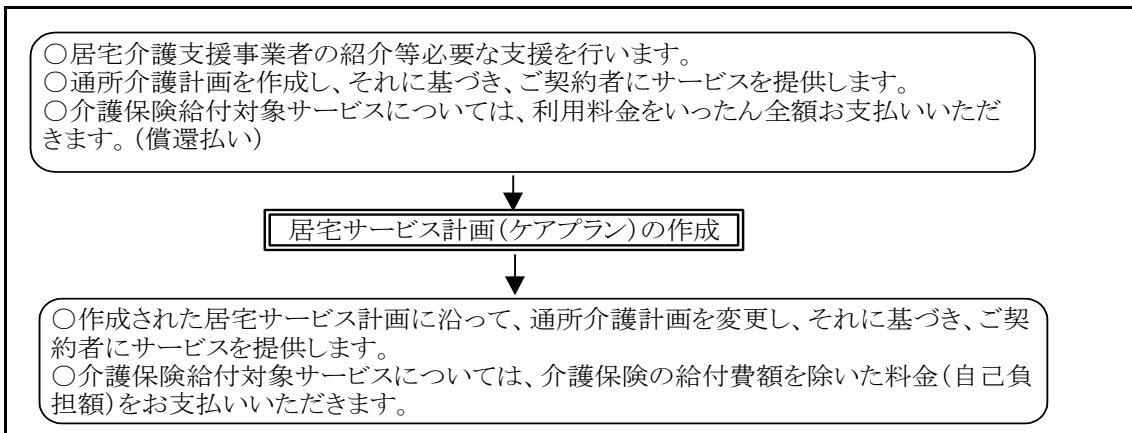 ○居宅介護支援事業者の紹介等必要な支援を行います。
○通所介護計画を作成し、それに基づき、ご契約者にサービスを提供します。
○介護保険給付対象サービスについては、利用料金をいったん全額お支払いいただ
きます。(償還払い)
居宅サービス計画(ケアプラン)の作成
○作成された居宅サービス計画に沿って、通所介護計画を変更し、それに基づき、ご契
約者にサービスを提供します。
○介護保険給付対象サービスについては、介護保険の給付費額を除いた料金(自己負
担額)をお支払いいただきます。